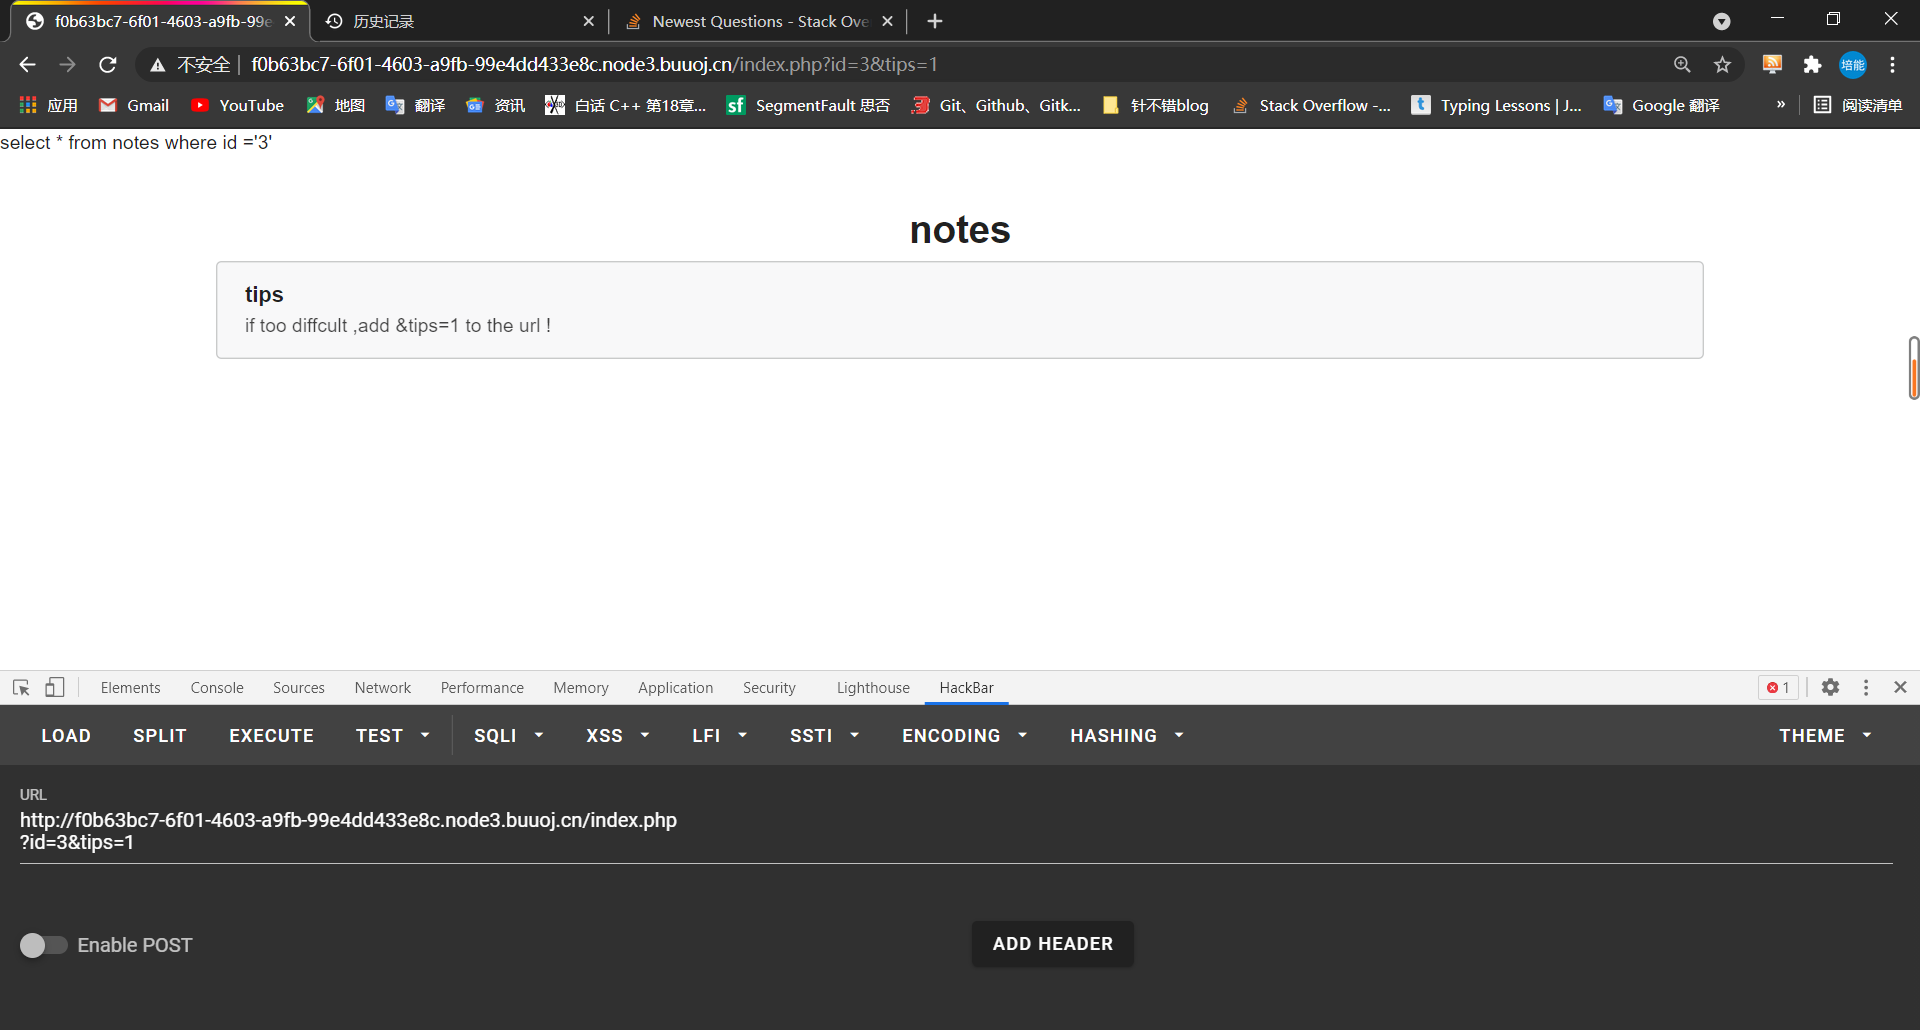 f0b63bc7-6f01-4603-a9fb-99e
历史记录
Newest Questions - Stack Ove
不安全
f0b63bc7-6f01-4603-a9fb-99e4dd433e8c.node3.buuoj.cn/index.php?id=3&tips=1
培能
应用
Gmail
YouTube
地图
翻译
资讯
白话 C++ 第18章...
sf
SegmentFault 思否
Git、Github、Gitk...
针不错blog
Stack Overflow -...
t
Typing Lessons | J...
Google 翻译
»
阅读清单
select * from notes where id ='3'
notes
tips
if too diffcult ,add &tips=1 to the url !
Elements
Console
Sources
Network
Performance
Memory
Application
Security
Lighthouse
HackBar
1
LOAD
SPLIT
EXECUTE
TEST
SQLI
XSS
LFI
SSTI
ENCODING
HASHING
THEME
URL
http://f0b63bc7-6f01-4603-a9fb-99e4dd433e8c.node3.buuoj.cn/index.php
?id=3&tips=1
Enable POST
ADD HEADER